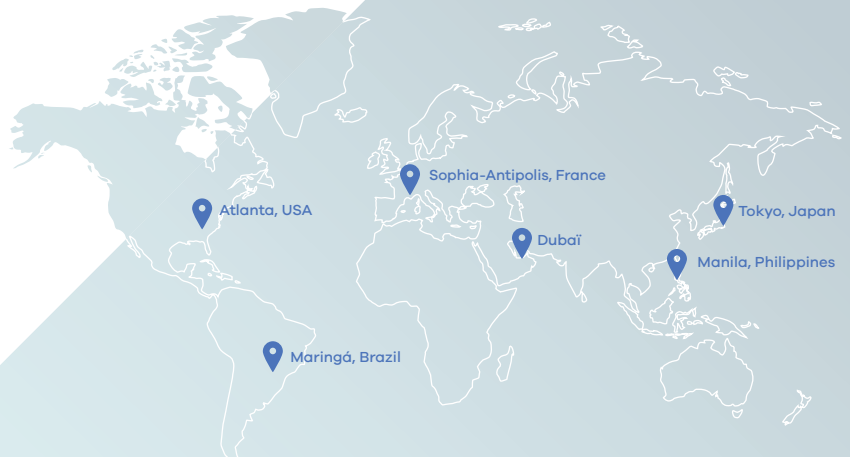 Sophia-Antipolis, France
Atlanta, USA
Tokyo, Japan
Dubaï
Manila, Philippines
Maringá, Brazil